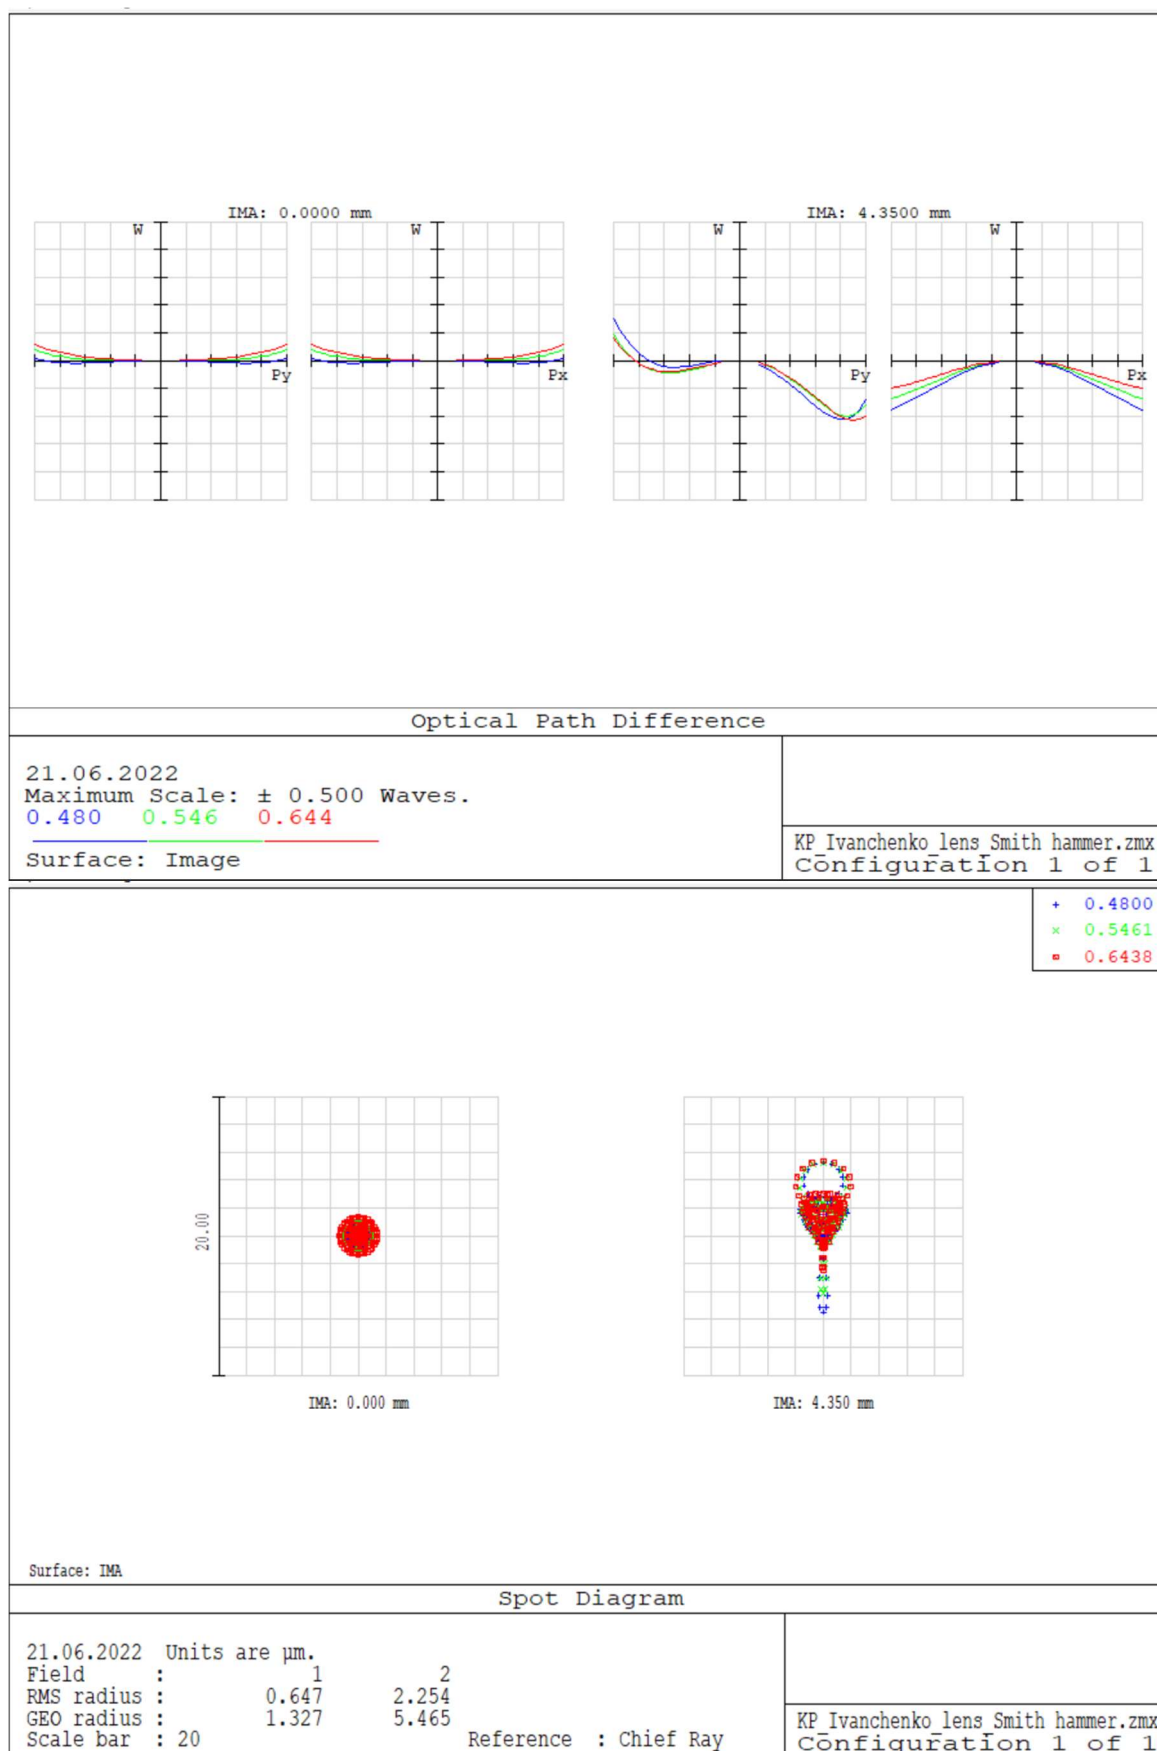 IMA: 0.0000 mm
IMA: 4.3500 mm
W
W
W
W
Py
Px
Py
Px
Optical Path Difference
21.06.2022
Maximum Scale: ± 0.500 Waves.
0.480 0.546 0.644
Surface: Image
KP_Ivanchenko_lens_Smith hammer.zmx
Configuration 1 of 1
+ 0.4800
× 0.5461
0.6438
20.00
IMA: 0.000 mm
IMA: 4.350 mm
Surface: IMA
Spot Diagram
21.06.2022 Units are µm.
Field : 1 2
RMS radius : 0.647 2.254
GEO radius : 1.327 5.465
Scale bar : 20 Reference : Chief Ray
KP_Ivanchenko_lens_Smith hammer.zmx
Configuration 1 of 1